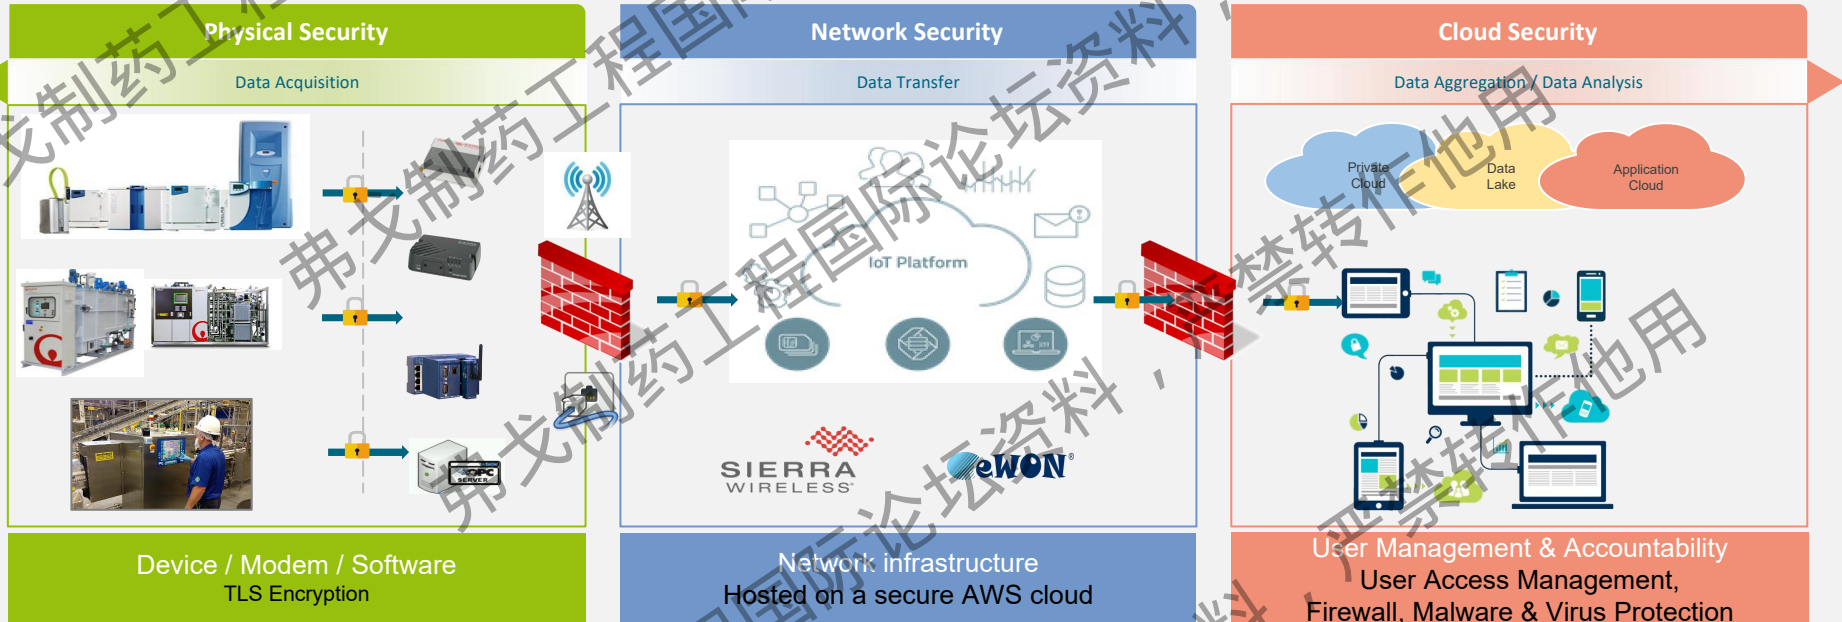 Physical Security
Network Security
Cloud Security
Data Acquisition
Data Transfer
Data Aggregation / Data Analysis
Private
Cloud
Data
Lake
Application
Cloud
IoT Platform
OPC
SERVER
SIERRA
WIRELESS
eWON®
Device / Modem / Software
TLS Encryption
Network infrastructure
Hosted on a secure AWS cloud
User Management & Accountability
User Access Management,
Firewall, Malware & Virus Protection
弗戈制药工程国际论坛资料，严禁转作他用